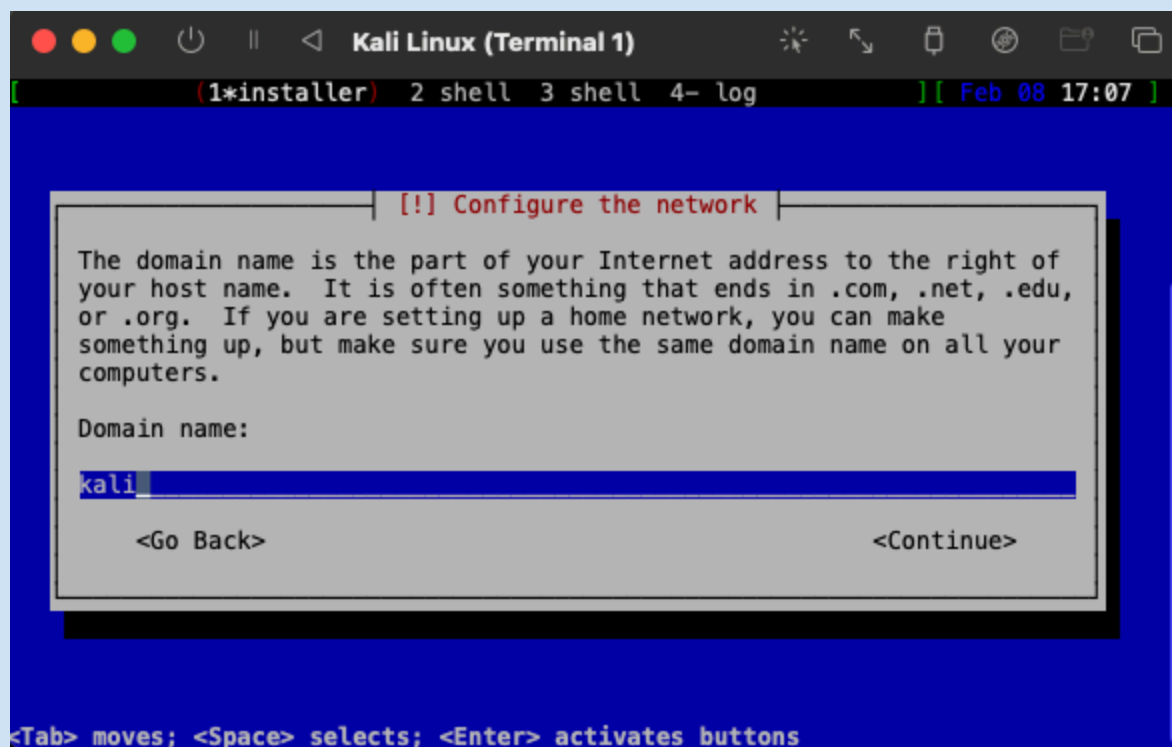 Kali Linux (Terminal 1)
[ (1*installer) 2 shell 3 shell 4- log ][ Feb 08 17:07 ]
[!] Configure the network
The domain name is the part of your Internet address to the right of
your host name. It is often something that ends in .com, .net, .edu,
or .org. If you are setting up a home network, you can make
something up, but make sure you use the same domain name on all your
computers.
Domain name:
kali
<Go Back> <Continue>
<Tab> moves; <Space> selects; <Enter> activates buttons